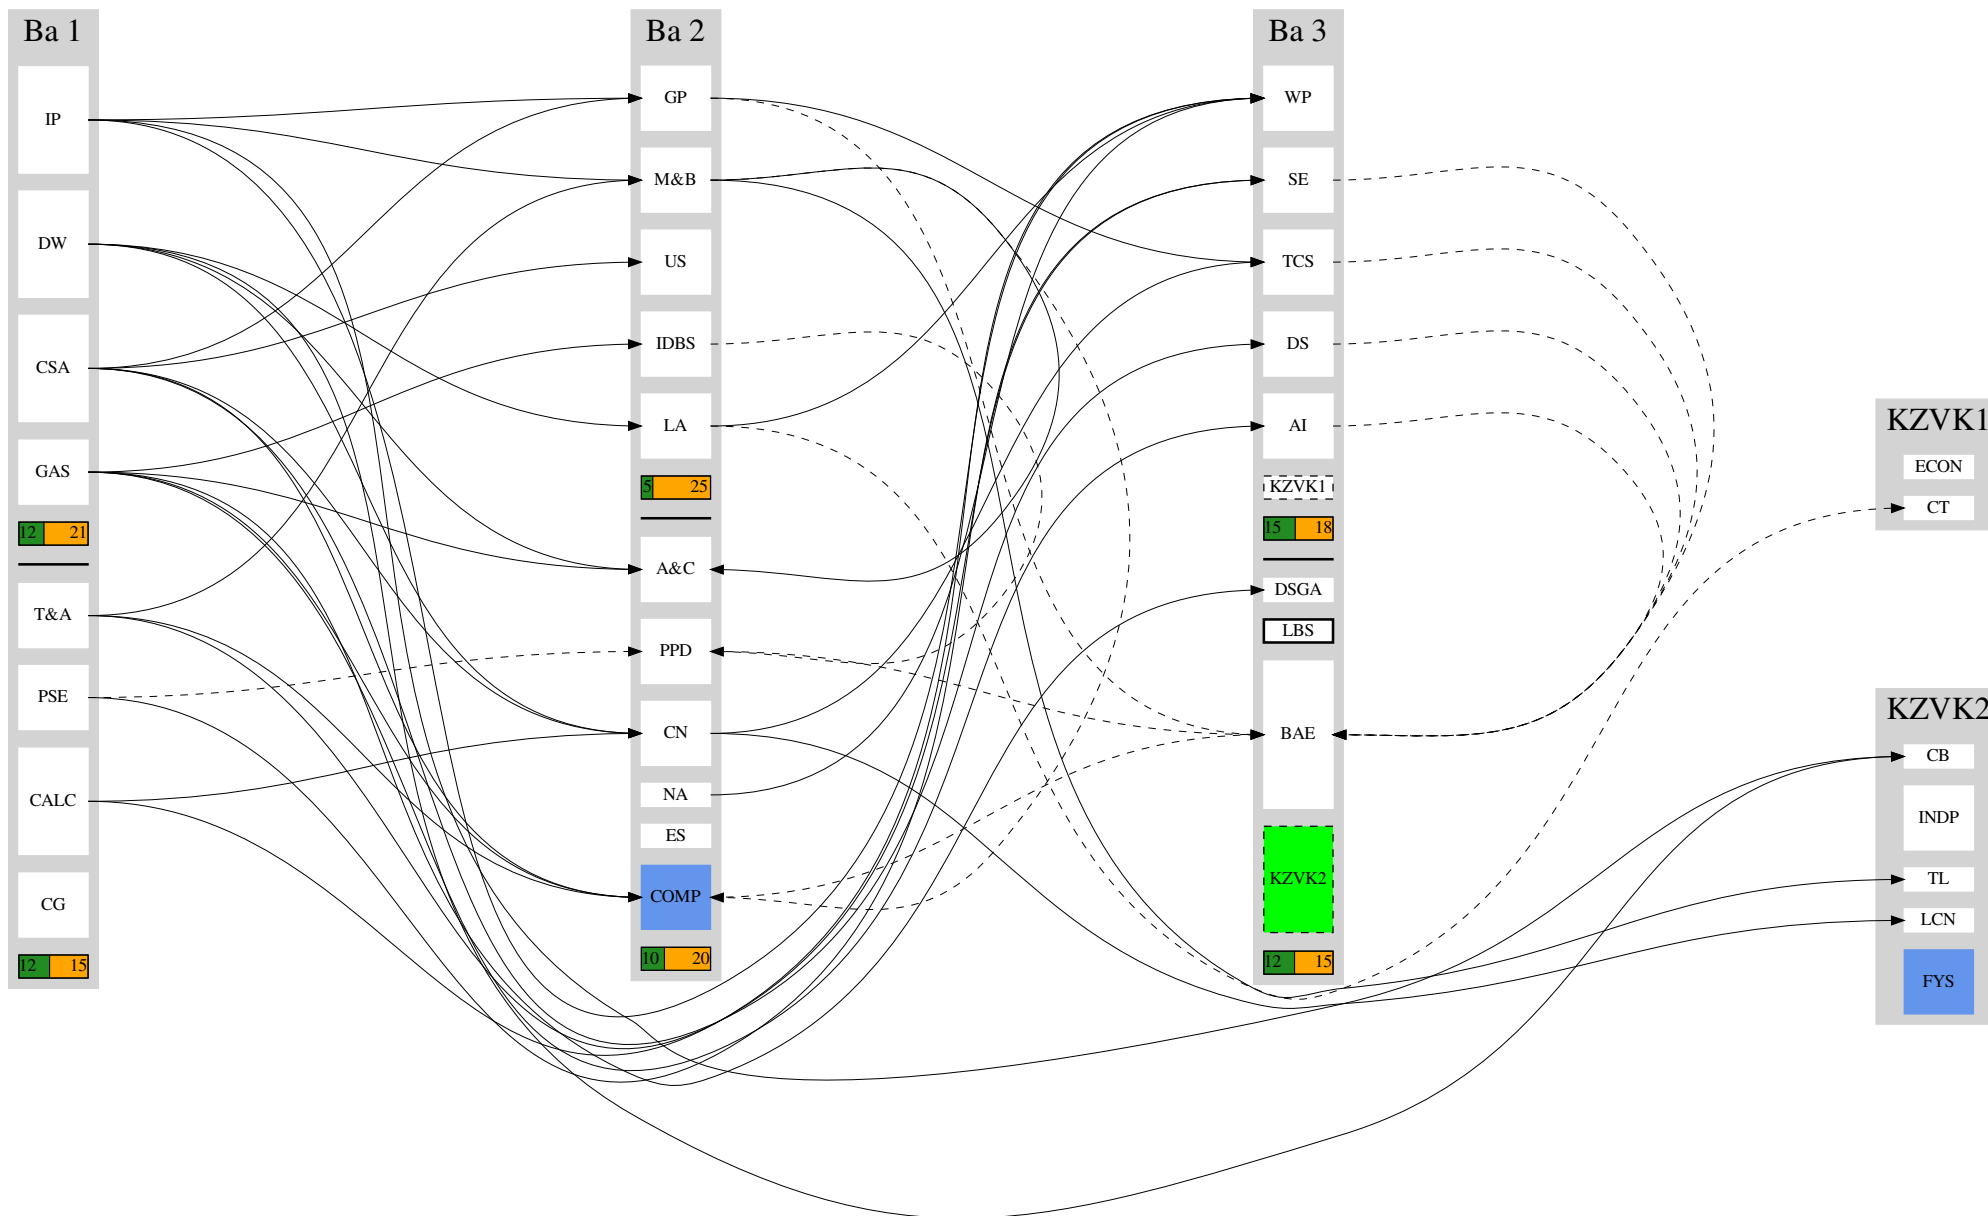 Ba 1
IP
DW
CSA
GAS
12 21
T&A
PSE
CALC
CG
12 15
Ba 2
GP
M&B
US
IDBS
LA
5 25
A&C
PPD
CN
NA
ES
COMP
10 20
Ba 3
WP
SE
TCS
DS
AI
KZVK1
15 18
DSGA
LBS
BAE
KZVK2
12 15
KZVK1
ECON
CT
KZVK2
CB
INDP
TL
LCN
FYS